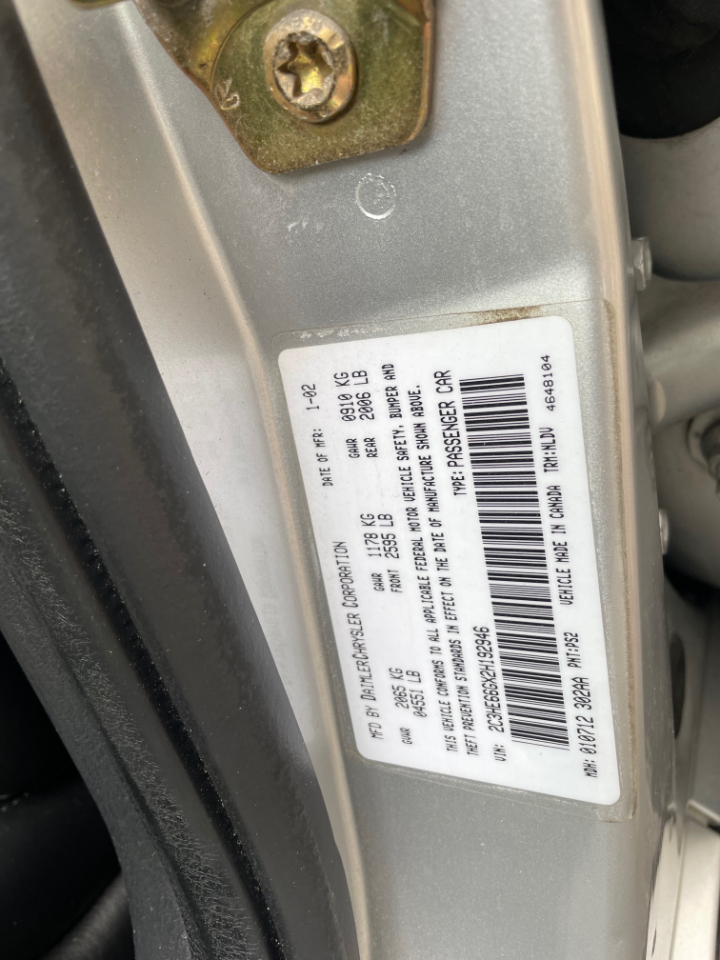 MFD BY DAIMLERCHRYSLER CORPORATION DATE OF MFR: 1-02
GVWR 2065 KG GAWR 1178 KG GAWR 0910 KG
04551 LB FRONT 2595 LB REAR 2006 LB
THIS VEHICLE CONFORMS TO ALL APPLICABLE FEDERAL MOTOR VEHICLE SAFETY, BUMPER AND
THEFT PREVENTION STANDARDS IN EFFECT ON THE DATE OF MANUFACTURE SHOWN ABOVE.
VIN: 2C3HE66GX2H192946 TYPE: PASSENGER CAR
MDH: 010712 302AA PNT:PS2 VEHICLE MADE IN CANADA TRM:NLDV 4648104